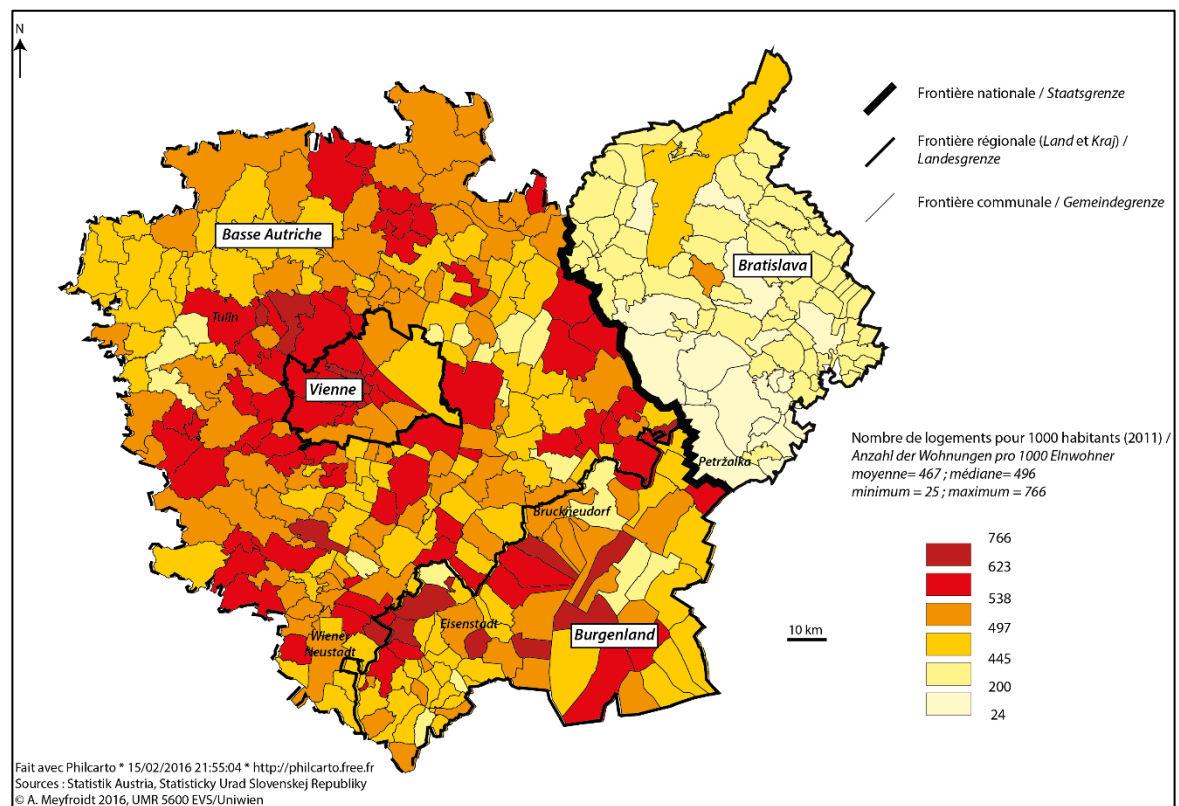 N
Frontière nationale / Staatsgrenze
Frontière régionale (Land et Kraj) /
Landesgrenze
Frontière communale / Gemeindegrenze
Basse Autriche
Bratislava
Tulln
Vienne
Petržalka
Bruckneudorf
Eisenstadt
Burgenland
Wiener
Neustadt
Nombre de logements pour 1000 habitants (2011) /
Anzahl der Wohnungen pro 1000 EInwohner
moyenne= 467 ; médiane= 496
minimum = 25 ; maximum = 766
766
623
538
497
445
200
24
10 km
Fait avec Philcarto * 15/02/2016 21:55:04 * http://philcarto.free.fr
Sources : Statistik Austria, Statisticky Urad Slovenskej Republiky
© A. Meyfroidt 2016, UMR 5600 EVS/Uniwien